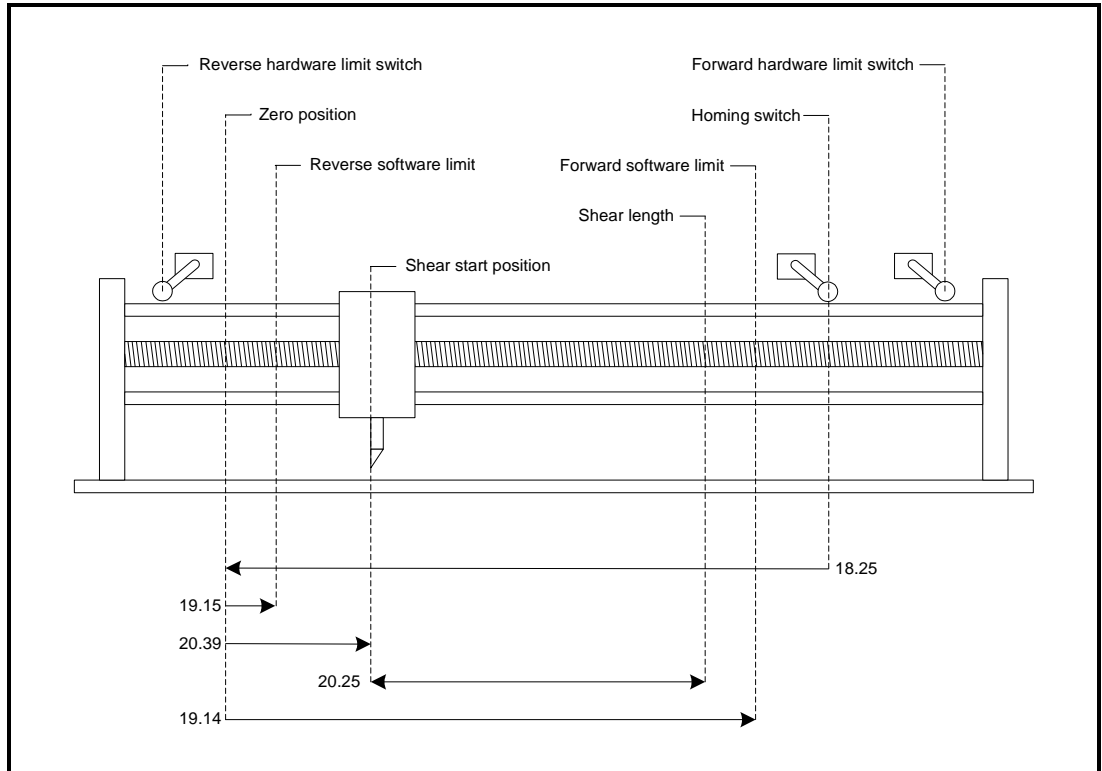 Reverse hardware limit switch
Forward hardware limit switch
Zero position
Homing switch
Reverse software limit
Forward software limit
Shear length
Shear start position
18.25
19.15
20.39
20.25
19.14